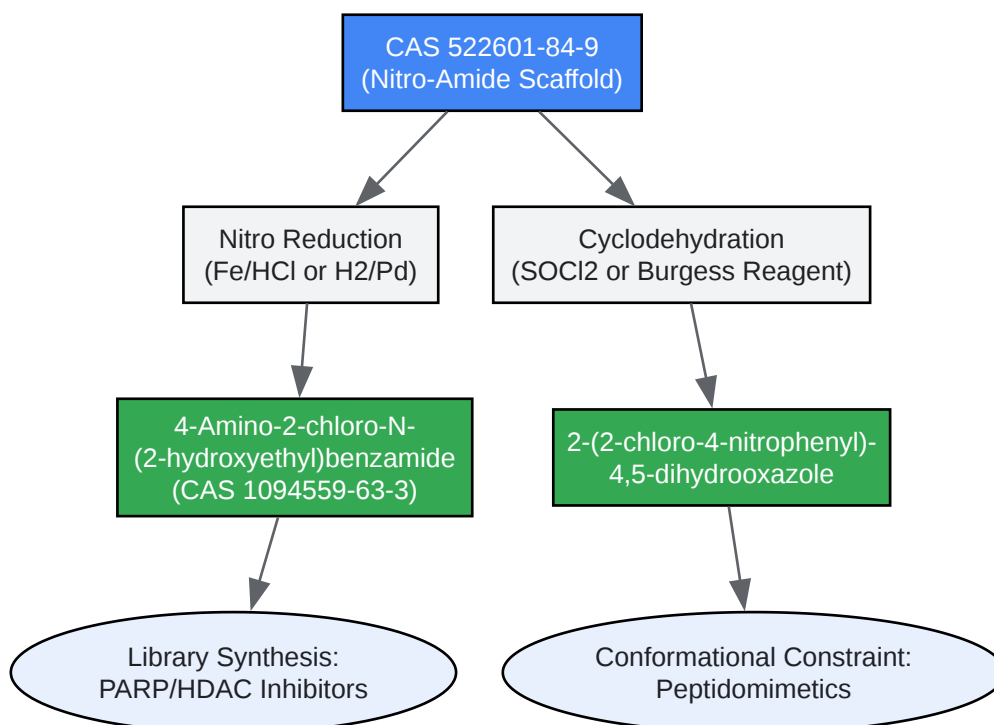 CAS 522601-84-9
(Nitro-Amide Scaffold)
Nitro Reduction
(Fe/HCl or H2/Pd)
Cyclodehydration
(SOCl2 or Burgess Reagent)
4-Amino-2-chloro-N-
(2-hydroxyethyl)benzamide
(CAS 1094559-63-3)
2-(2-chloro-4-nitrophenyl)-
4,5-dihydrooxazole
Library Synthesis:
PARP/HDAC Inhibitors
Conformational Constraint:
Peptidomimetics